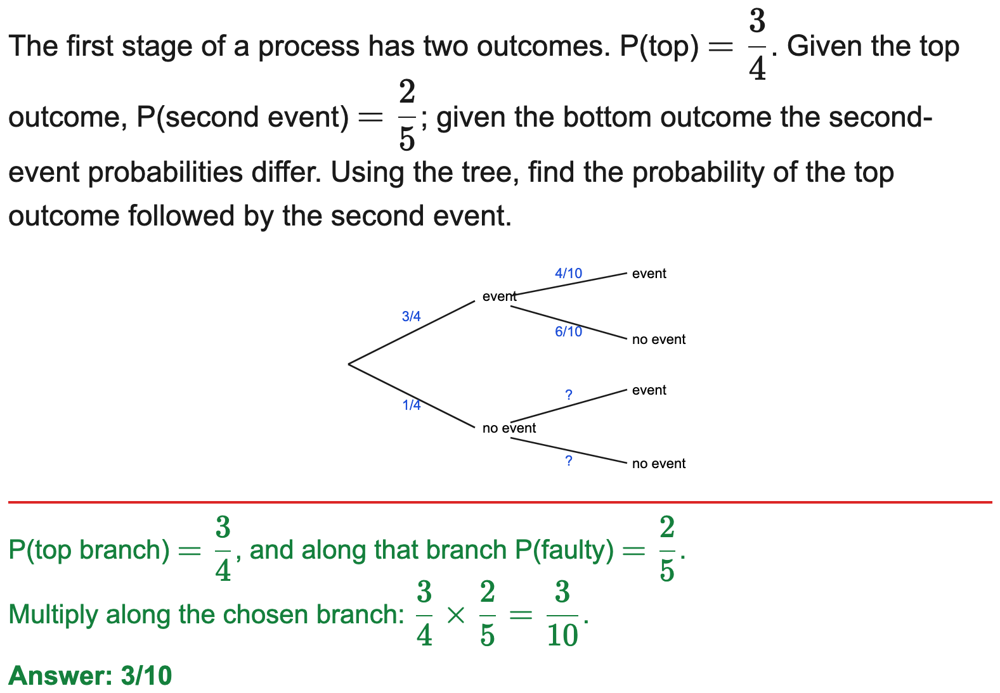 The first stage of a process has two outcomes. P(top) = 3/4. Given the top
outcome, P(second event) = 2/5; given the bottom outcome the second-
event probabilities differ. Using the tree, find the probability of the top
outcome followed by the second event.
4/10 event
event
3/4
6/10
no event
event
?
1/4
no event
?
no event
P(top branch) = 3/4, and along that branch P(faulty) = 2/5.
Multiply along the chosen branch: 3/4 × 2/5 = 3/10.
Answer: 3/10